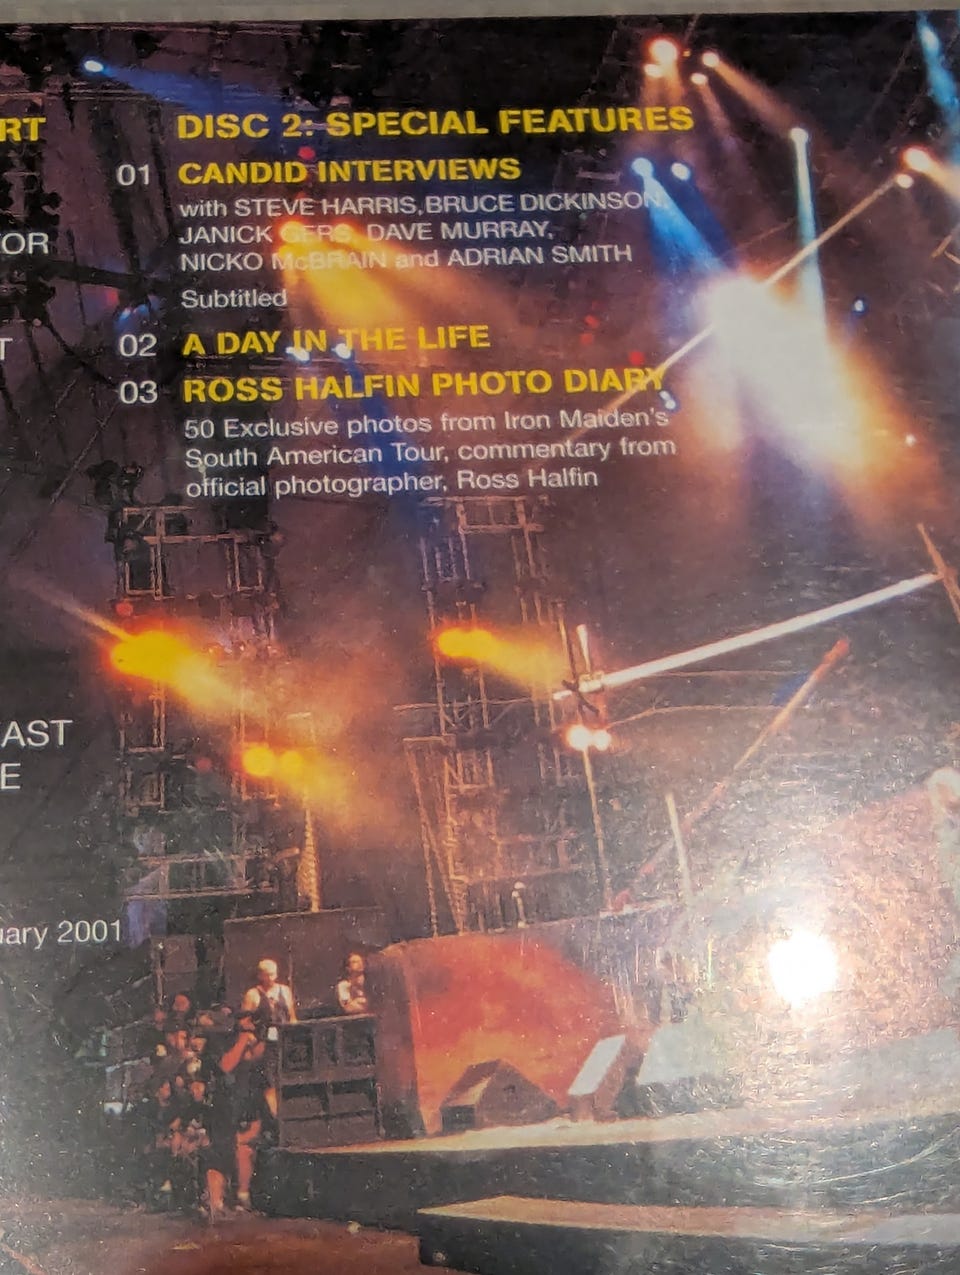 RT
OR
T
AST
E
uary 2001
DISC 2: SPECIAL FEATURES
01 CANDID INTERVIEWS
with STEVE HARRIS, BRUCE DICKINSON,
JANICK GERS, DAVE MURRAY,
NICKO McBRAIN and ADRIAN SMITH
Subtitled
02 A DAY IN THE LIFE
03 ROSS HALFIN PHOTO DIARY
50 Exclusive photos from Iron Maiden's
South American Tour, commentary from
official photographer, Ross Halfin